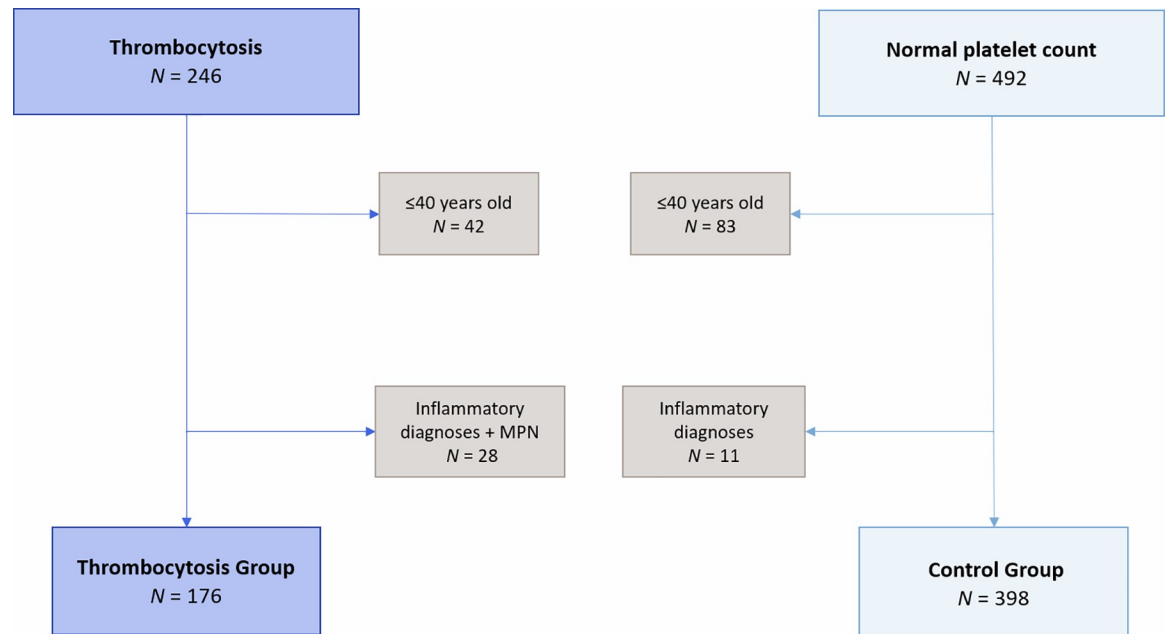 Thrombocytosis
N = 246
Normal platelet count
N = 492
≤40 years old
N = 42
≤40 years old
N = 83
Inflammatory
diagnoses + MPN
N = 28
Inflammatory
diagnoses
N = 11
Thrombocytosis Group
N = 176
Control Group
N = 398